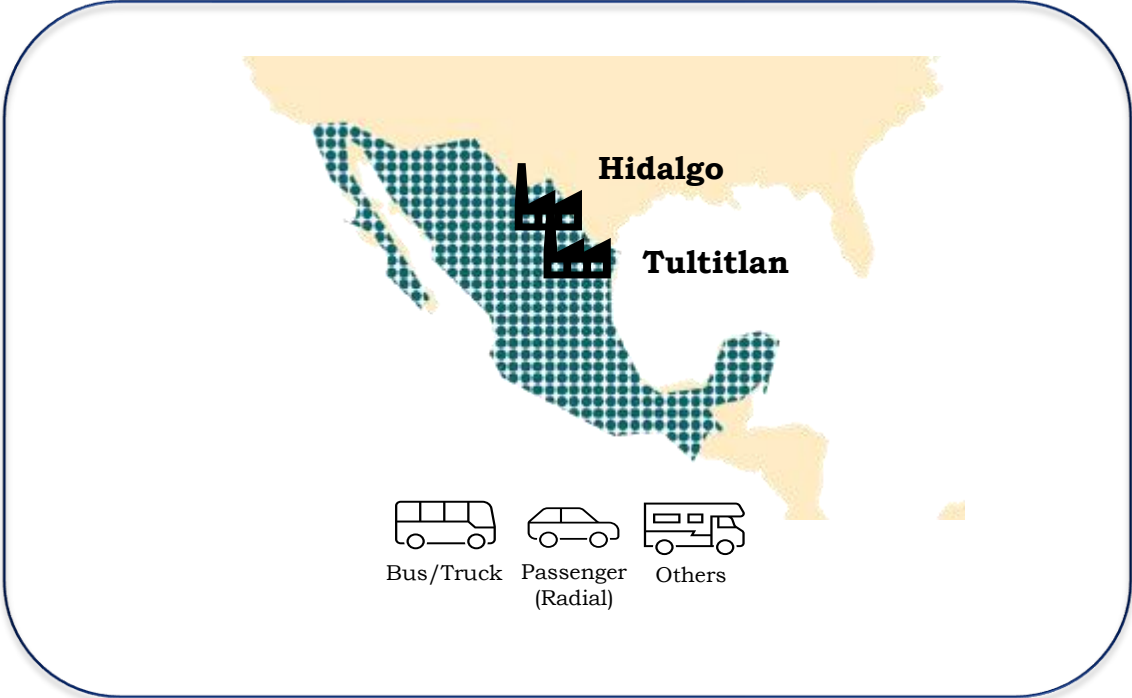 Hidalgo
Tultitlan
Bus/Truck
Passenger
(Radial)
Others